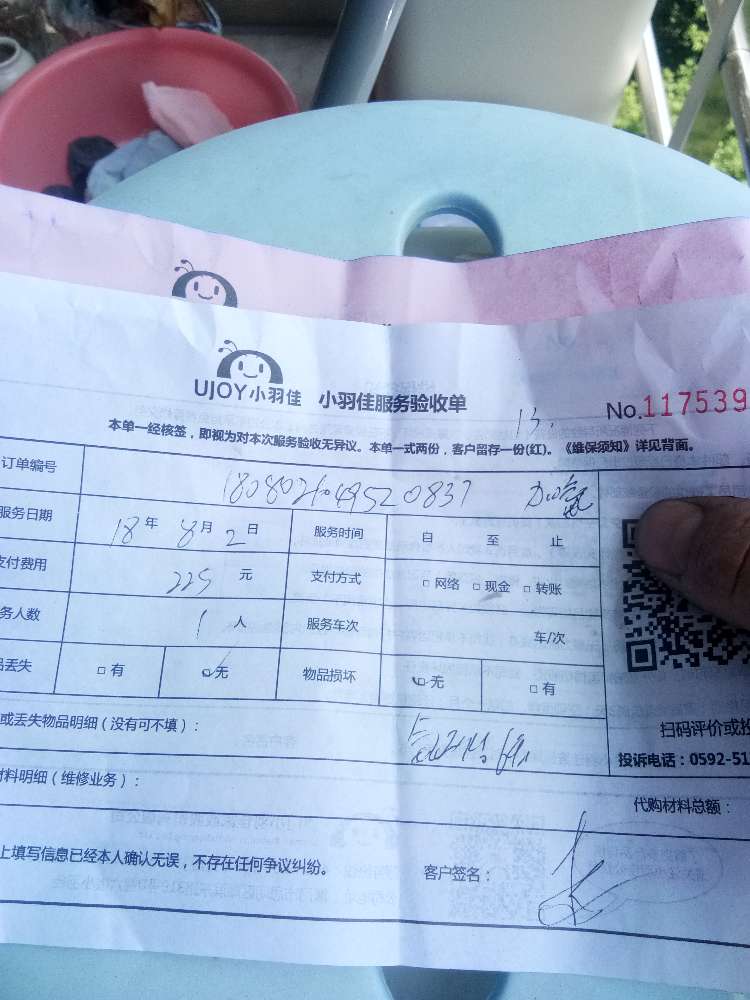 UJOY小羽佳 小羽佳服务验收单
No.117539
13.
本单一经核签，即视为对本次服务验收无异议。本单一式两份，客户留存一份(红)。《维保须知》详见背面。
订单编号
服务日期 18年 8月 2日 服务时间 自 至 止
支付费用 225 元 支付方式 □网络 □现金 □转账
务人数 1 人 服务车次 车/次
品丢失 □有 □无 物品损坏 □无 □有
或丢失物品明细（没有可不填）：
材料明细（维修业务）：
扫码评价或投
投诉电话：0592-51
代购材料总额：
上填写信息已经本人确认无误，不存在任何争议纠纷。 客户签名：